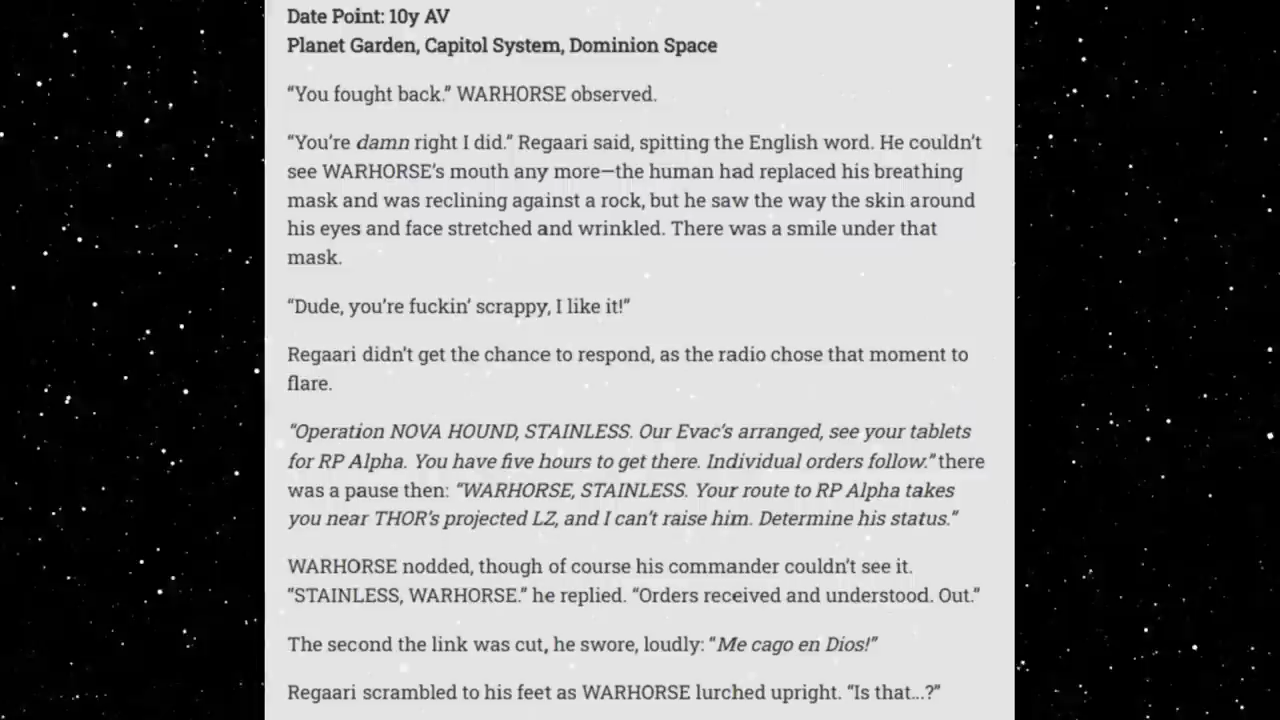 Date Point: 10y AV
Planet Garden, Capitol System, Dominion Space
“You fought back.” WARHORSE observed.
“You’re damn right I did.” Regaari said, spitting the English word. He couldn’t
see WARHORSE’s mouth any more—the human had replaced his breathing
mask and was reclining against a rock, but he saw the way the skin around
his eyes and face stretched and wrinkled. There was a smile under that
mask.
“Dude, you’re fuckin’ scrappy, I like it!”
Regaari didn’t get the chance to respond, as the radio chose that moment to
flare.
“Operation NOVA HOUND, STAINLESS. Our Evac’s arranged, see your tablets
for RP Alpha. You have five hours to get there. Individual orders follow.” there
was a pause then: “WARHORSE, STAINLESS. Your route to RP Alpha takes
you near THOR’s projected LZ, and I can’t raise him. Determine his status.”
WARHORSE nodded, though of course his commander couldn’t see it.
“STAINLESS, WARHORSE.” he replied. “Orders received and understood. Out.”
The second the link was cut, he swore, loudly: “Me cago en Dios!”
Regaari scrambled to his feet as WARHORSE lurched upright. “Is that...?”